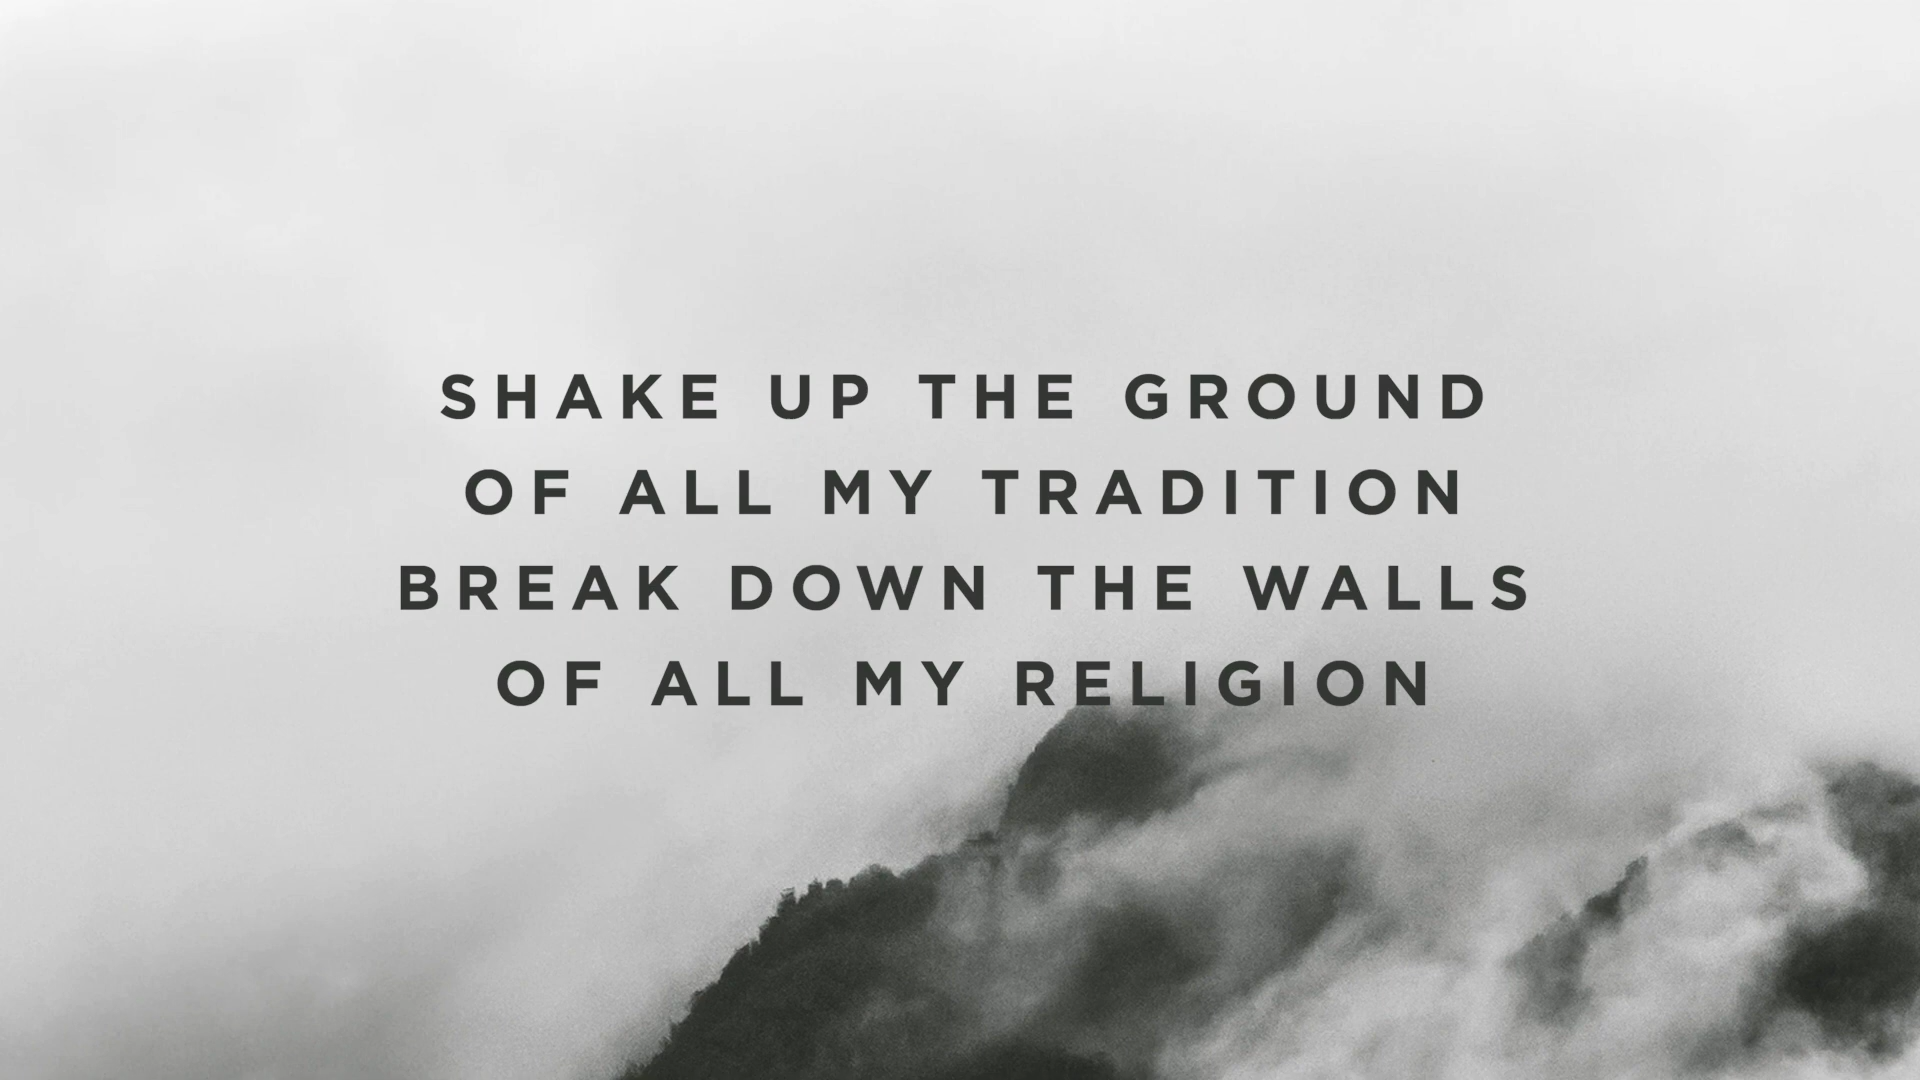 SHAKE UP THE GROUND
OF ALL MY TRADITION
BREAK DOWN THE WALLS
OF ALL MY RELIGION